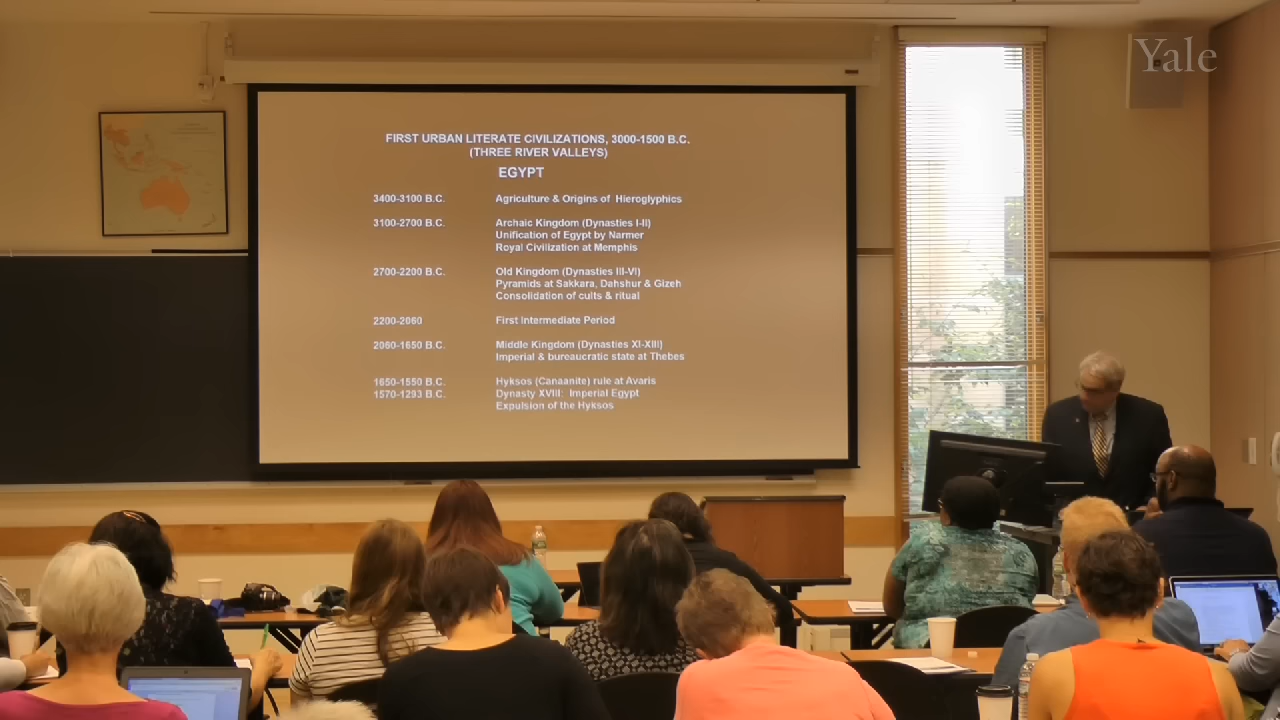 Yale
FIRST URBAN LITERATE CIVILIZATIONS, 3000-1500 B.C.
(THREE RIVER VALLEYS)
EGYPT
3400-3100 B.C. Agriculture & Origins of Hieroglyphics
3100-2700 B.C. Archaic Kingdom (Dynasties I-II)
Unification of Egypt by Narmer
Royal Civilization at Memphis
2700-2200 B.C. Old Kingdom (Dynasties III-VI)
Pyramids at Sakkara, Dahshur & Gizeh
Consolidation of cults & ritual
2200-2060 First Intermediate Period
2060-1650 B.C. Middle Kingdom (Dynasties XI-XIII)
Imperial & bureaucratic state at Thebes
1650-1550 B.C. Hyksos (Canaanite) rule at Avaris
1570-1293 B.C. Dynasty XVIII: Imperial Egypt
Expulsion of the Hyksos